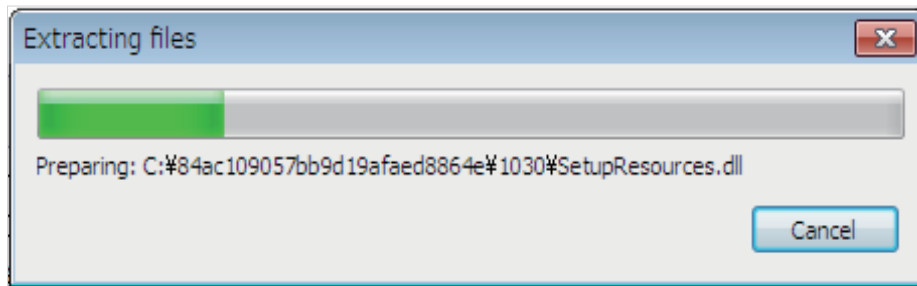 Extracting files
Preparing: C:¥84ac109057bb9d19afaed8864e¥1030¥SetupResources.dll
Cancel